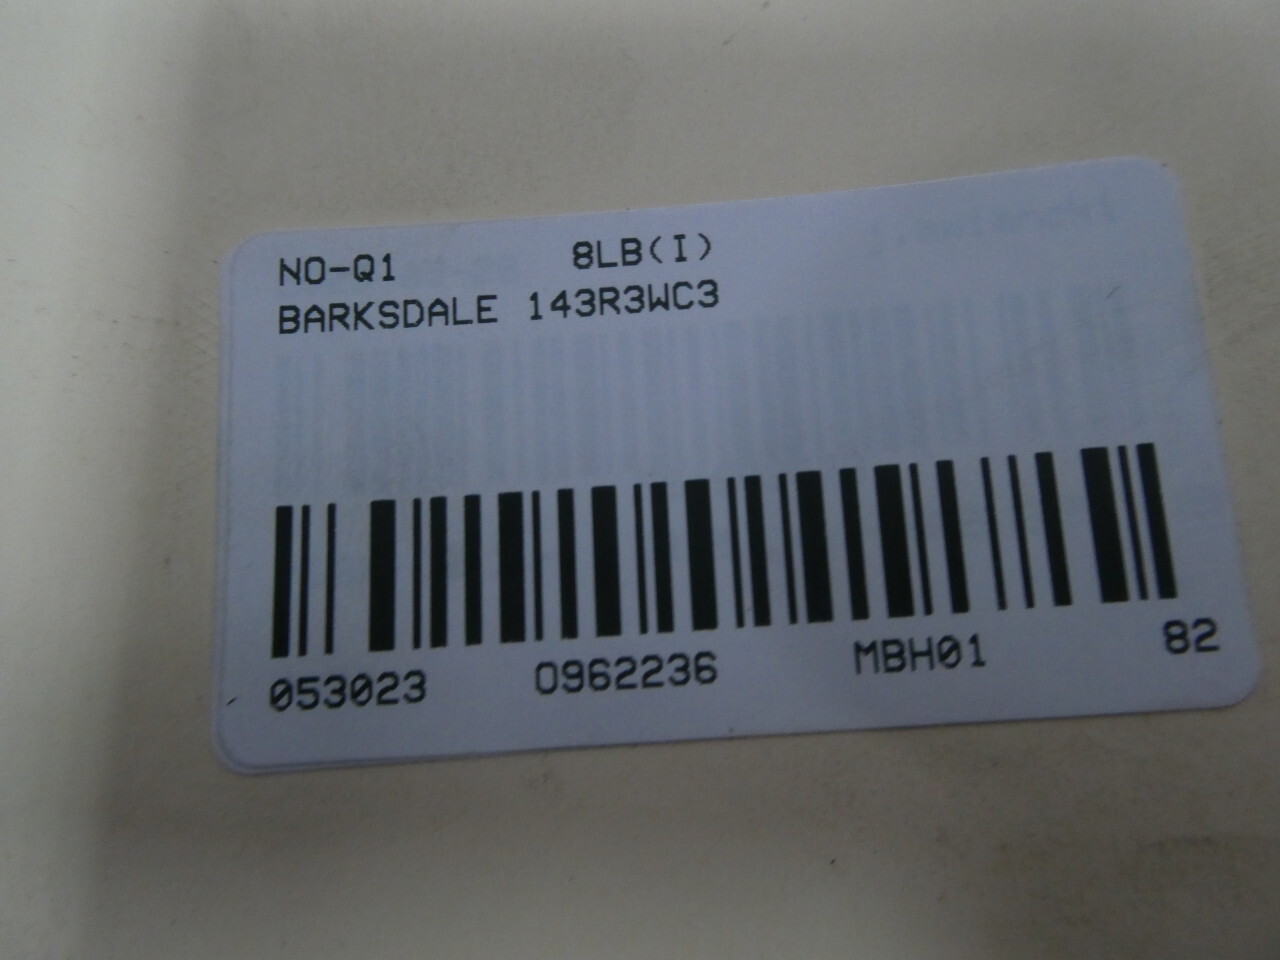 NO-Q1 8LB(I)
BARKSDALE 143R3WC3
053023 0962236 MBH01 82